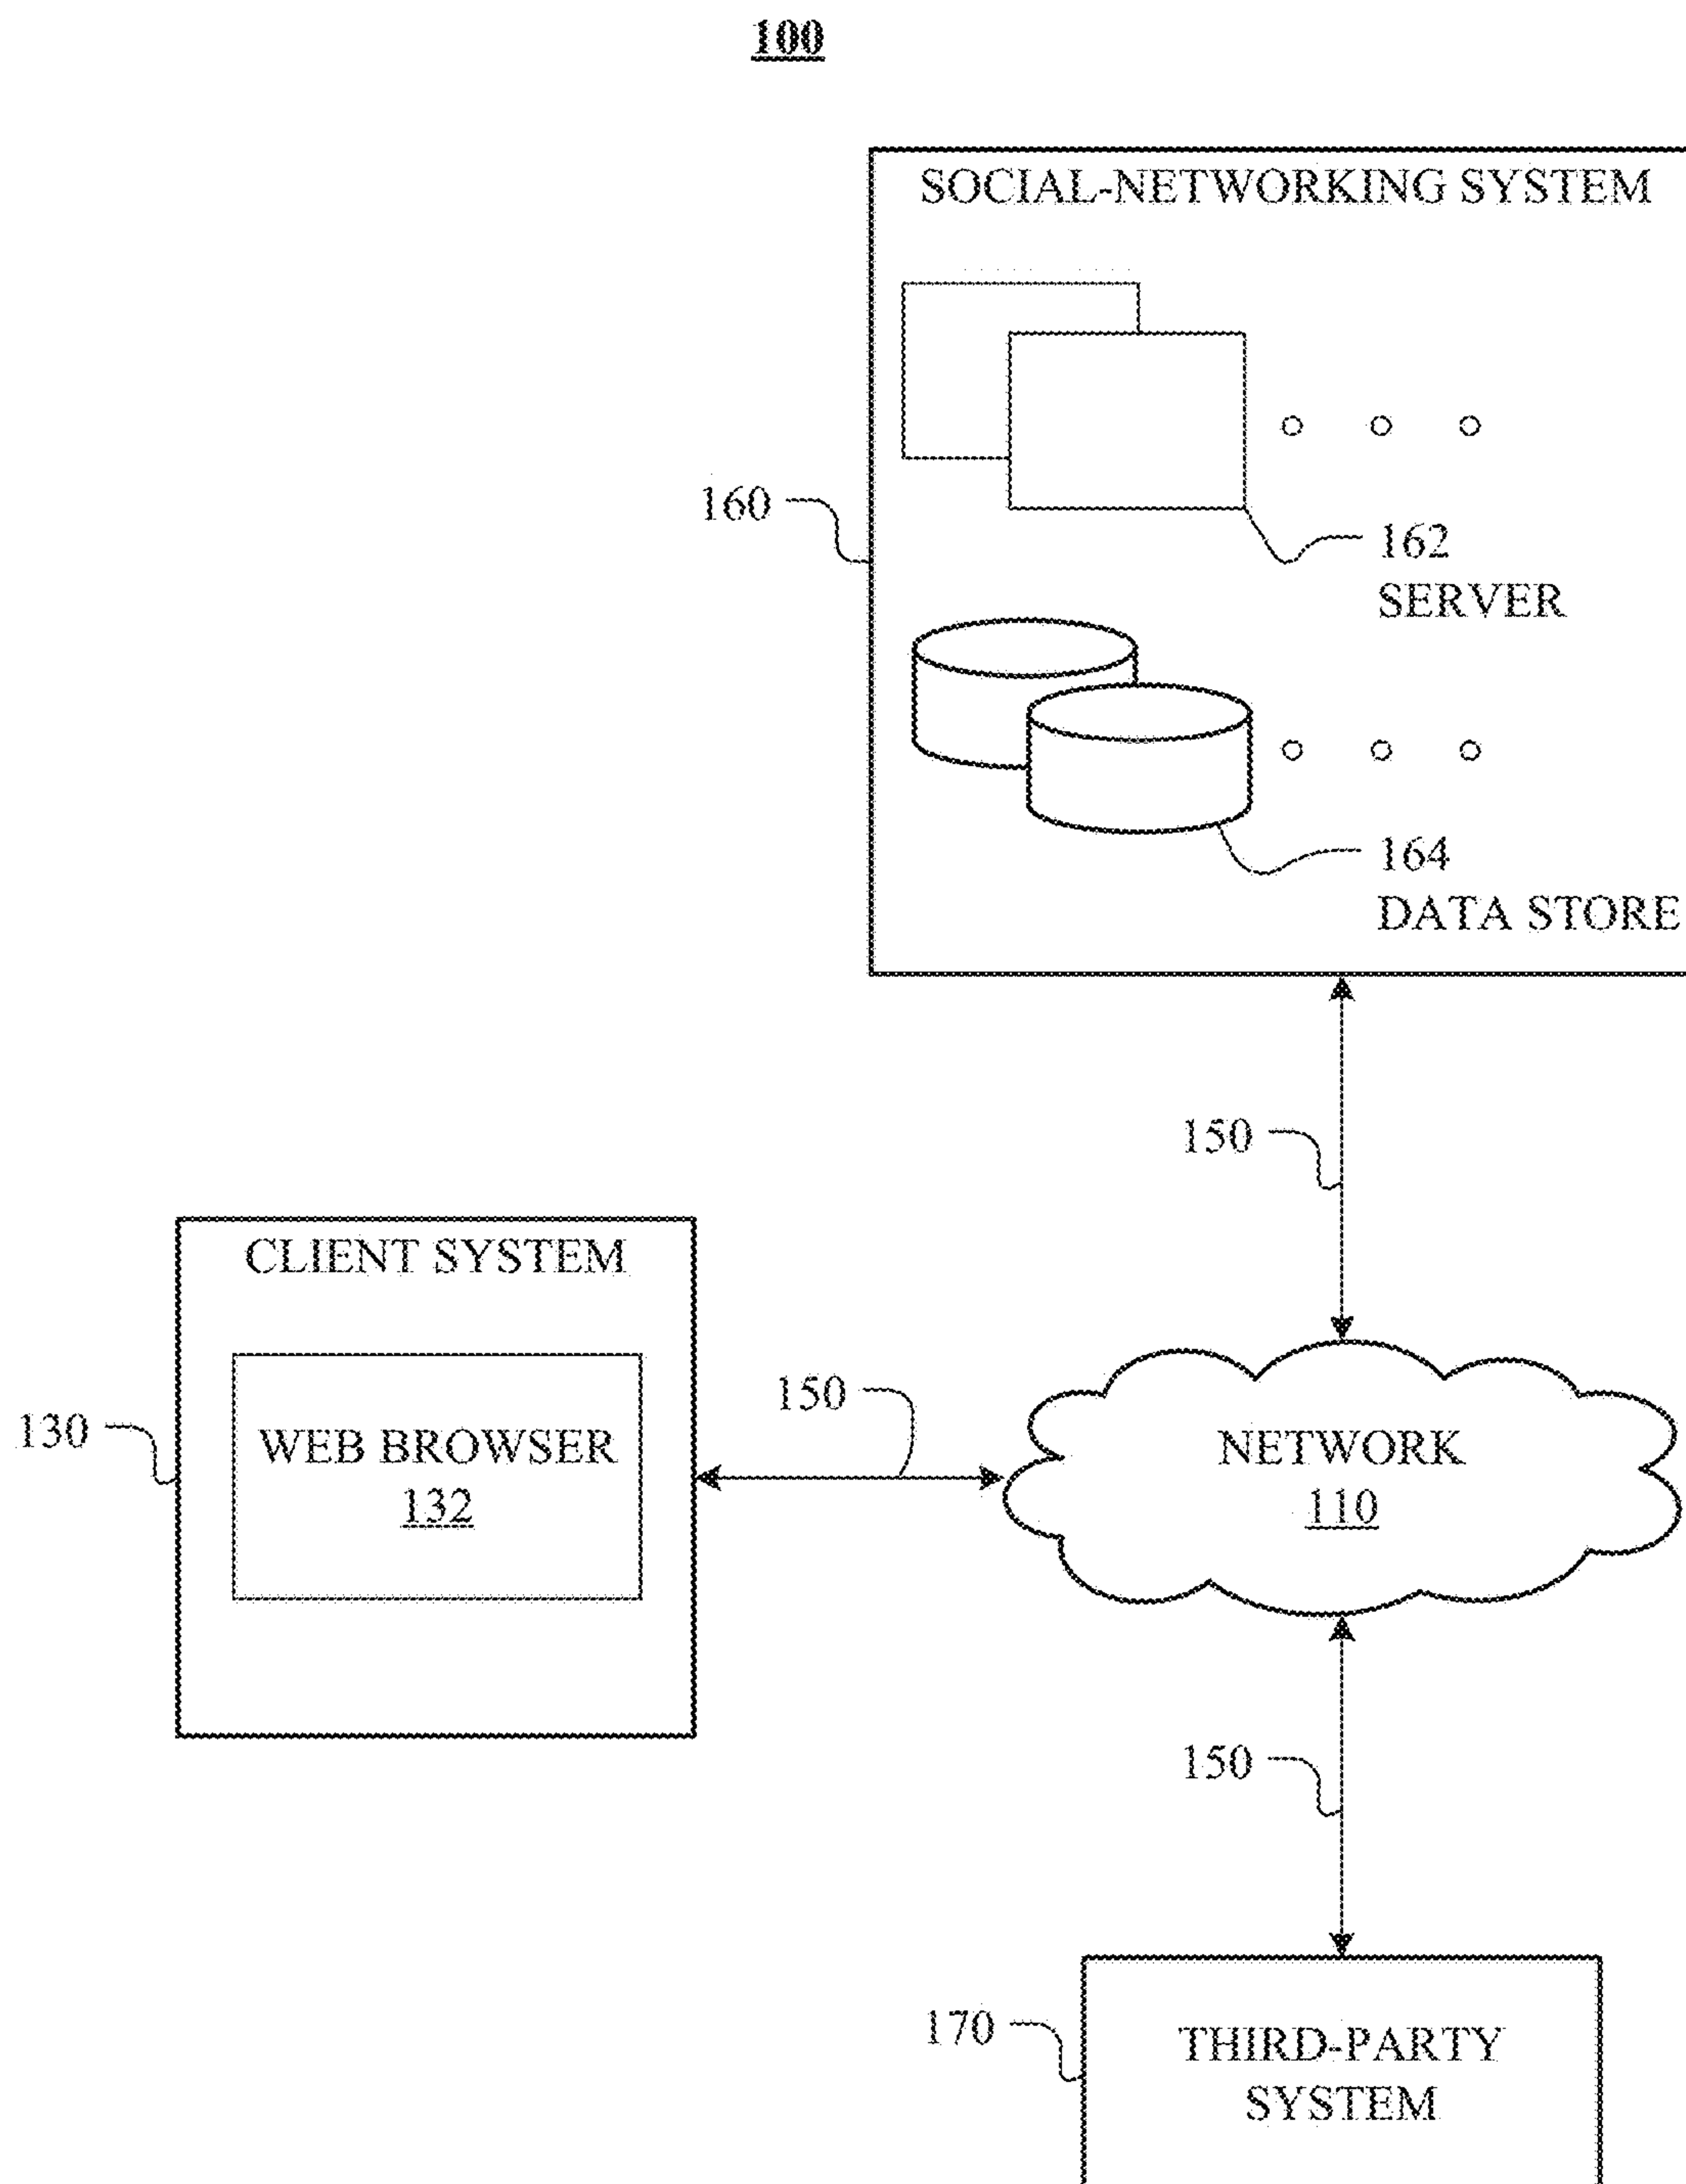 100
SOCIAL-NETWORKING SYSTEM
160
162
SERVER
164
DATA STORE
150
CLIENT SYSTEM
130
WEB BROWSER
132
150
NETWORK
110
150
170
THIRD-PARTY
SYSTEM